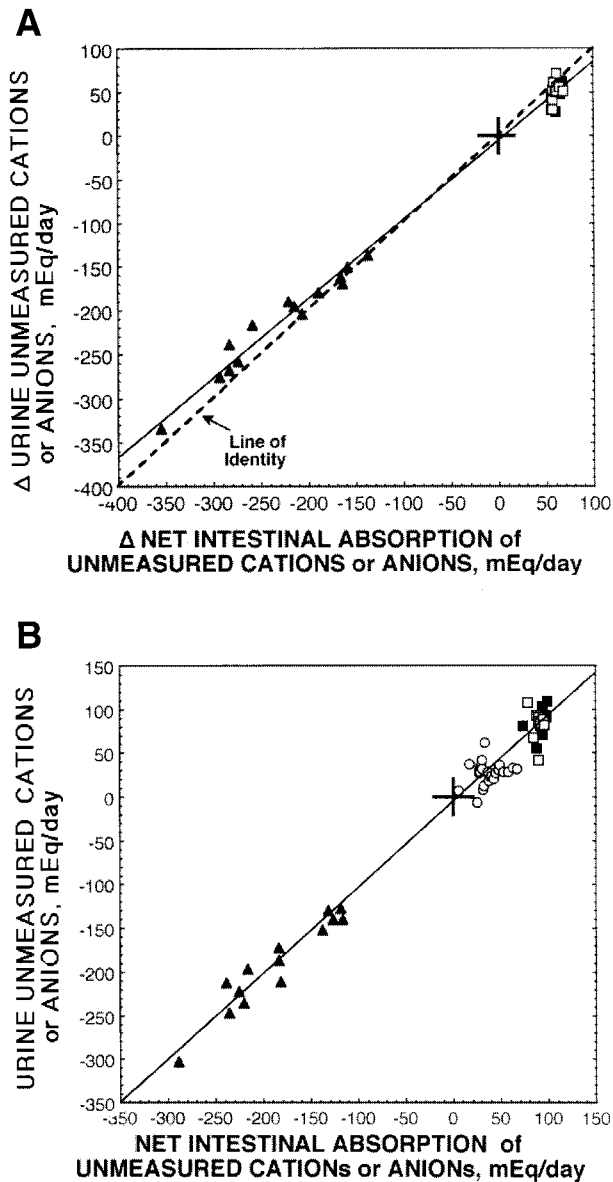 A
Δ URINE UNMEASURED CATIONS
or ANIONS, mEq/day
100
50
0
-50
-100
-150
-200
-250
-300
-350
-400
Line of
Identity
-400 -350 -300 -250 -200 -150 -100 -50 0 50 100
Δ NET INTESTINAL ABSORPTION of
UNMEASURED CATIONS or ANIONS, mEq/day
B
URINE UNMEASURED CATIONS
or ANIONS, mEq/day
150
100
50
0
-50
-100
-150
-200
-250
-300
-350
-350 -300 -250 -200 -150 -100 -50 0 50 100 150
NET INTESTINAL ABSORPTION of
UNMEASURED CATIONs or ANIONs, mEq/day